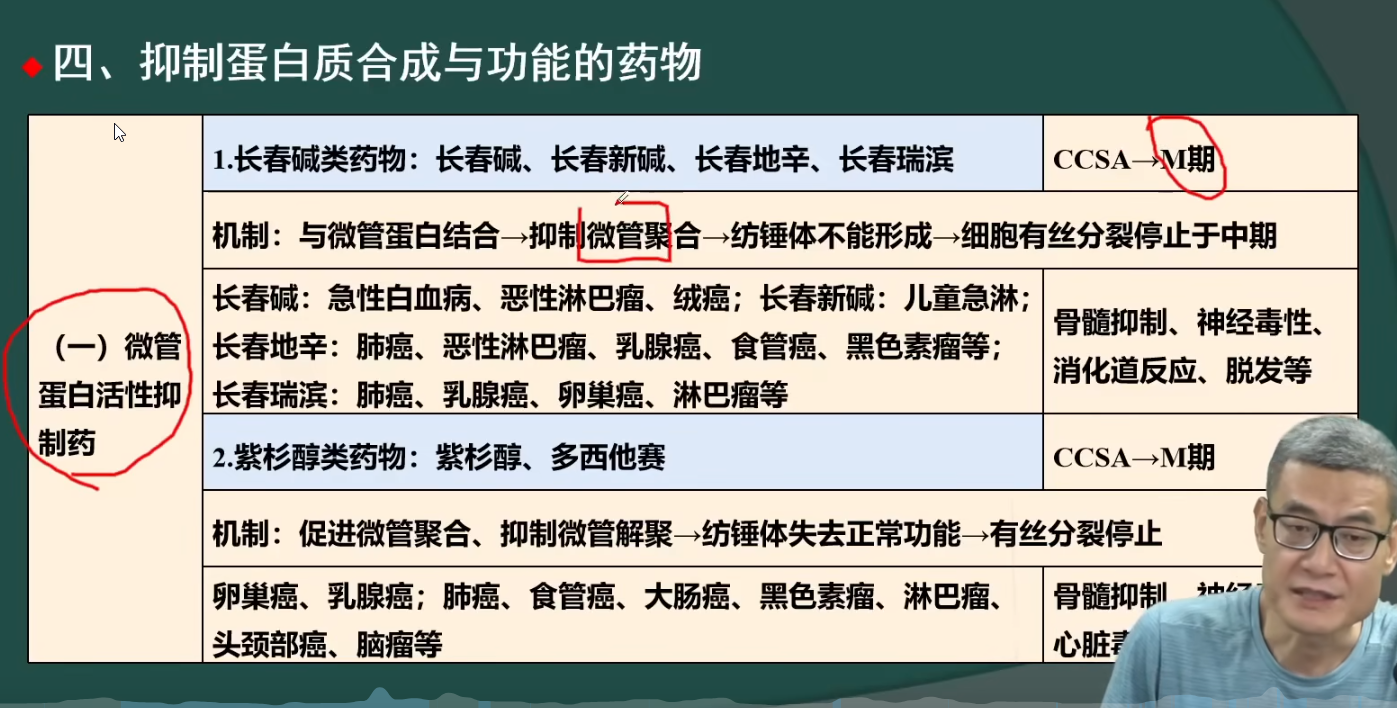 四、抑制蛋白质合成与功能的药物
1.长春碱类药物：长春碱、长春新碱、长春地辛、长春瑞滨
CCSA→M期
机制：与微管蛋白结合→抑制微管聚合→纺锤体不能形成→细胞有丝分裂停止于中期
（一）微管
蛋白活性抑
制药
长春碱：急性白血病、恶性淋巴瘤、绒癌；长春新碱：儿童急淋；
长春地辛：肺癌、恶性淋巴瘤、乳腺癌、食管癌、黑色素瘤等；
长春瑞滨：肺癌、乳腺癌、卵巢癌、淋巴瘤等
骨髓抑制、神经毒性、
消化道反应、脱发等
2.紫杉醇类药物：紫杉醇、多西他赛
CCSA→M期
机制：促进微管聚合、抑制微管解聚→纺锤体失去正常功能→有丝分裂停止
卵巢癌、乳腺癌；肺癌、食管癌、大肠癌、黑色素瘤、淋巴瘤、
头颈部癌、脑瘤等
骨髓抑制、神经
心脏